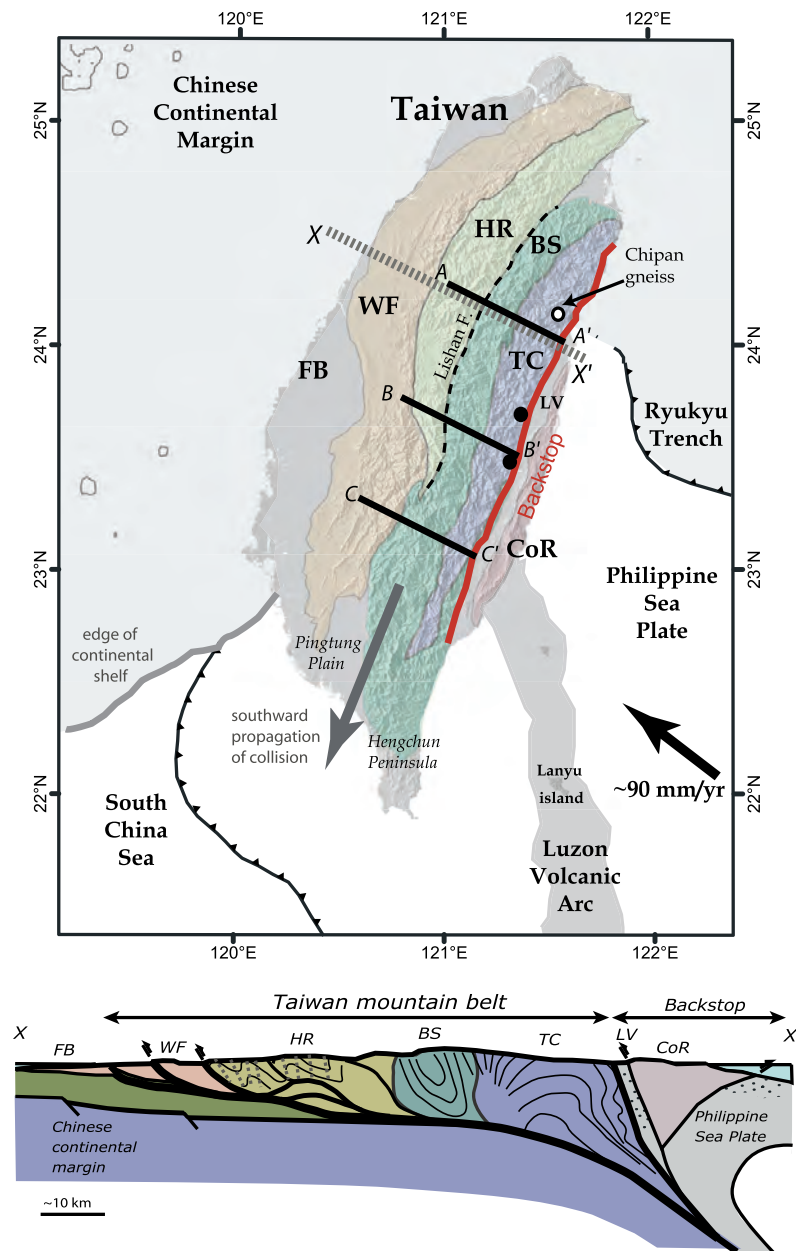 120°E
121°E
122°E
Chinese
Continental
Margin
Taiwan
25°N
25°N
X
HR
BS
A
Chipan
gneiss
WF
Lishan F.
24°N
24°N
A'
FB
TC
X'
B
LV
Ryukyu
Trench
B'
Backstop
C
C'
CoR
23°N
23°N
Philippine
Sea
Plate
edge of
continental
shelf
Pingtung
Plain
southward
propagation
of collision
Hengchun
Peninsula
Lanyu
island
~90 mm/yr
22°N
22°N
South
China
Sea
Luzon
Volcanic
Arc
120°E
121°E
122°E
Taiwan mountain belt
Backstop
X
FB
WF
HR
BS
TC
LV
CoR
X
Chinese
continental
margin
Philippine
Sea Plate
~10 km